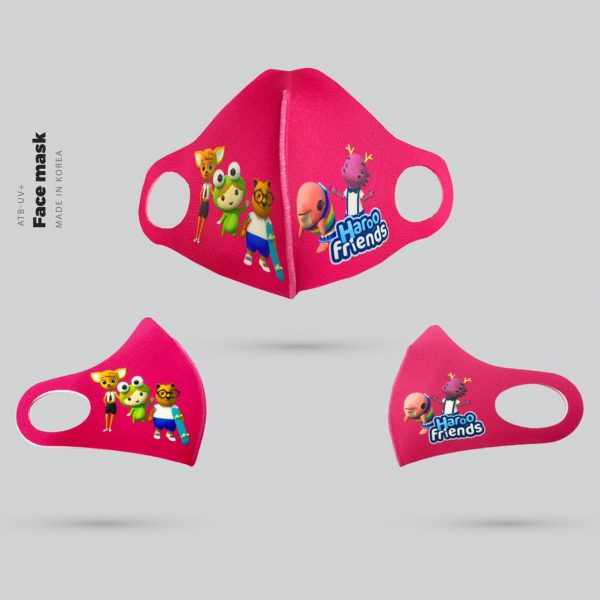 ATB-UV+
Face mask
MADE IN KOREA
Haroo
Friends
Haroo
Friends